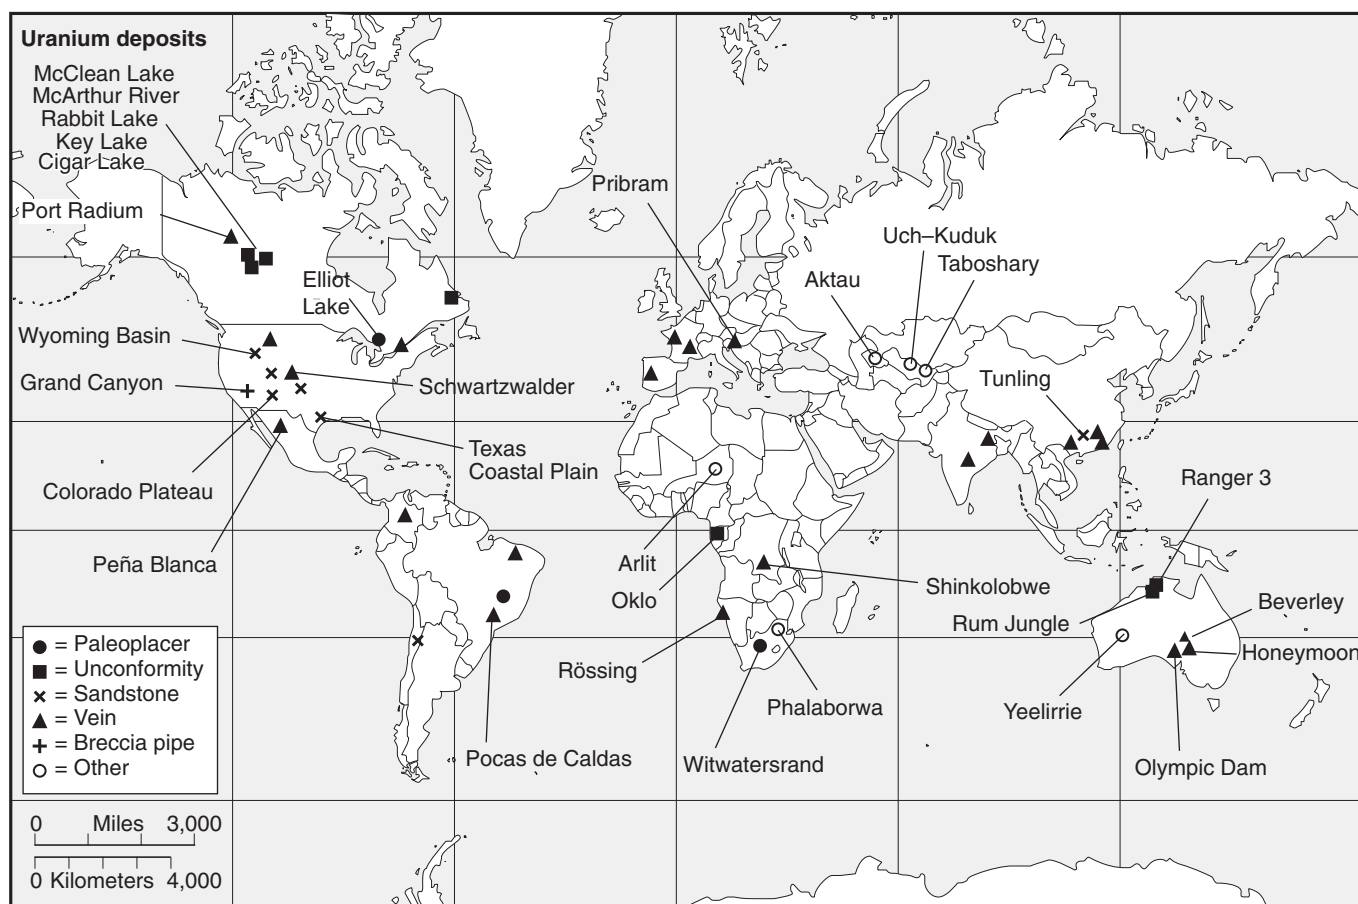 Uranium deposits
McClean Lake
McArthur River
Rabbit Lake
Key Lake
Cigar Lake
Port Radium
Pribram
Uch–Kuduk
Taboshary
Aktau
Elliot
Lake
Wyoming Basin
Grand Canyon
Schwartzwalder
Tunling
Texas
Coastal Plain
Colorado Plateau
Ranger 3
Peña Blanca
Arlit
Oklo
Shinkolobwe
Rum Jungle
Beverley
Honeymoon
Rössing
Phalaborwa
Yeelirrie
Pocas de Caldas
Witwatersrand
Olympic Dam
= Paleoplacer
= Unconformity
= Sandstone
= Vein
= Breccia pipe
= Other
0 Miles 3,000
0 Kilometers 4,000